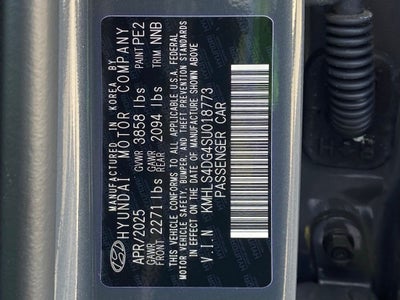 MANUFACTURED IN KOREA BY
HYUNDAI MOTOR COMPANY
APR/2025 GVWR 3858 lbs PAINT PE2
GAWR FRONT 2271 lbs GAWR REAR 2094 lbs TRIM NNB
THIS VEHICLE CONFORMS TO ALL APPLICABLE U.S.A. FEDERAL
MOTOR VEHICLE SAFETY, BUMPER, AND THEFT PREVENTION STANDARDS
IN EFFECT ON THE DATE OF MANUFACTURE SHOWN ABOVE
V.I.N KMHLS4DG4SU018773
PASSENGER CAR